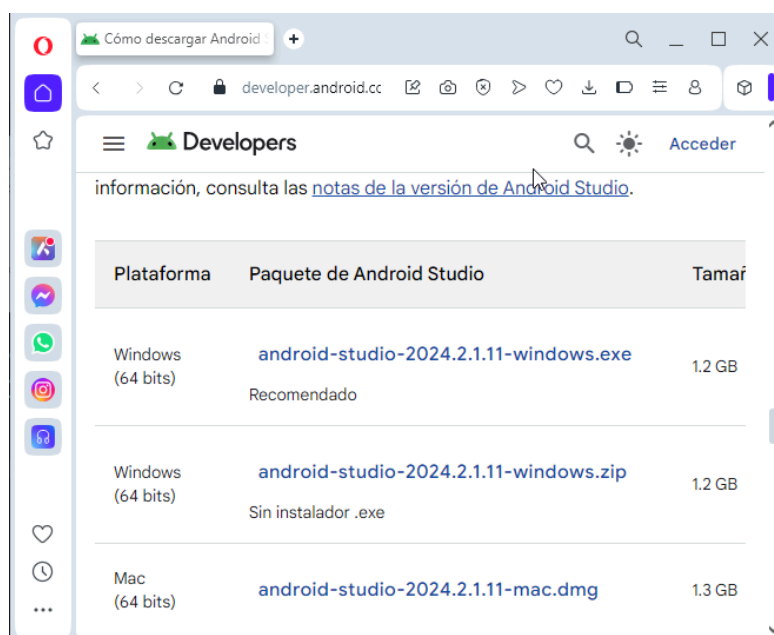 Cómo descargar Android S
developer.android.cc
Developers
Acceder
información, consulta las notas de la versión de Android Studio.
Plataforma Paquete de Android Studio Tamañ
Windows
(64 bits)
android-studio-2024.2.1.11-windows.exe
Recomendado
1.2 GB
Windows
(64 bits)
android-studio-2024.2.1.11-windows.zip
Sin instalador .exe
1.2 GB
Mac
(64 bits)
android-studio-2024.2.1.11-mac.dmg
1.3 GB